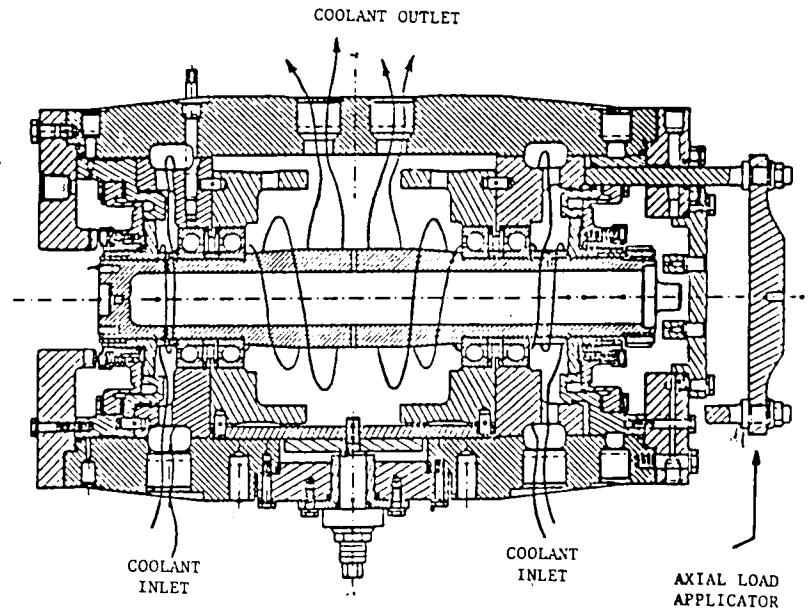 COOLANT OUTLET
COOLANT
INLET
COOLANT
INLET
AXIAL LOAD
APPLICATOR